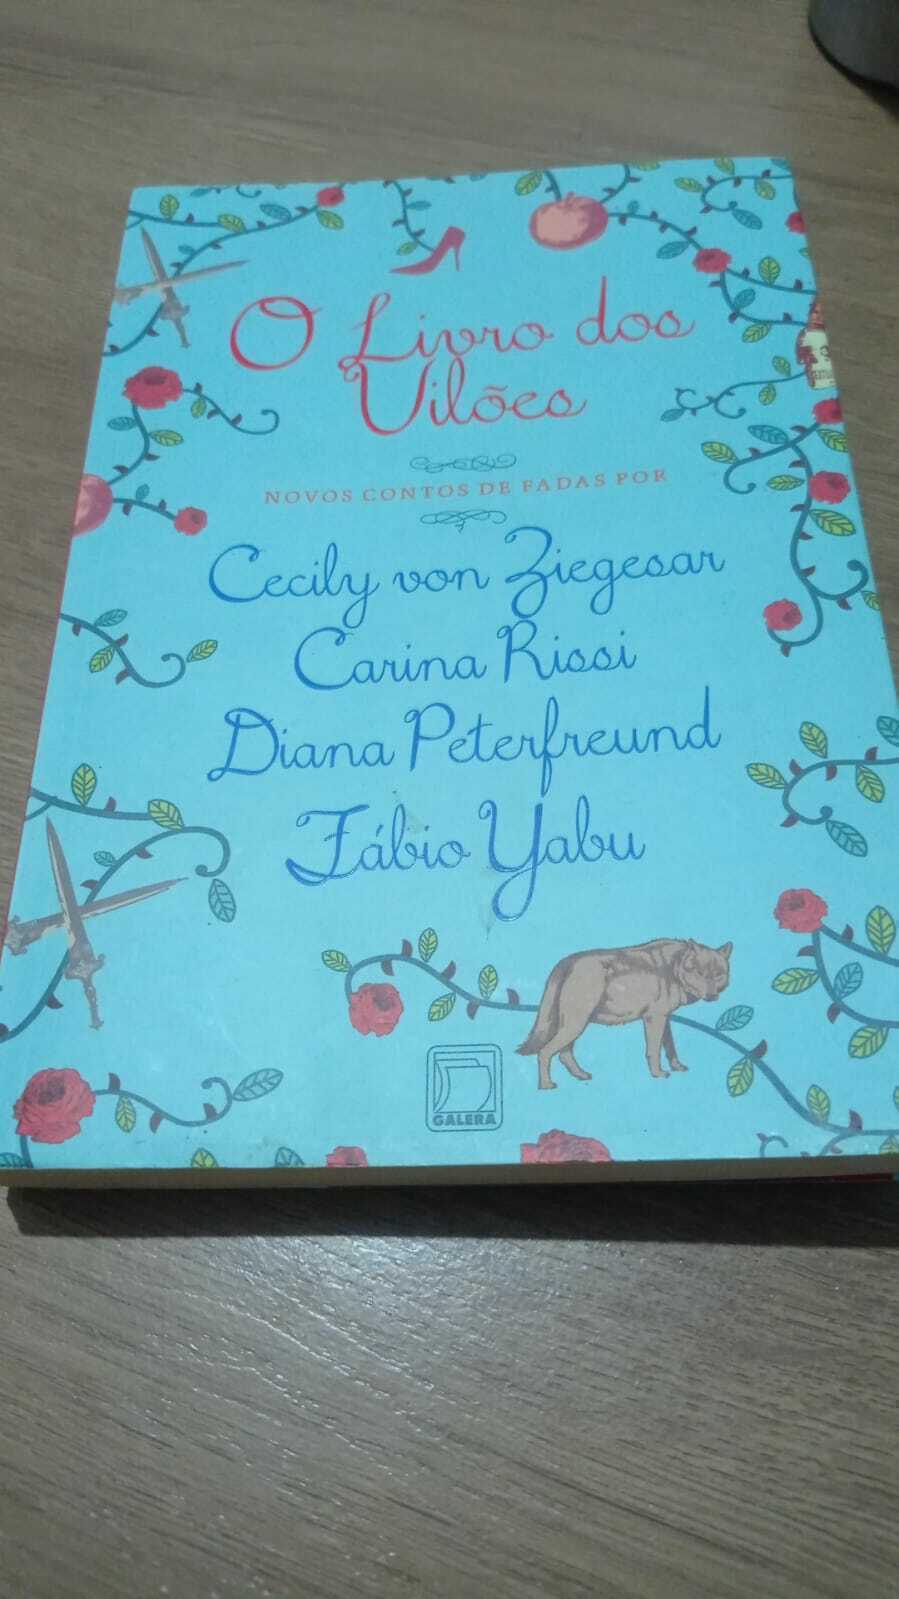 O Livro dos
Vilões
NOVOS CONTOS DE FADAS POR
Cecily von Ziegesar
Carina Rissi
Diana Peterfreund
Fábio Yabu
GALERA